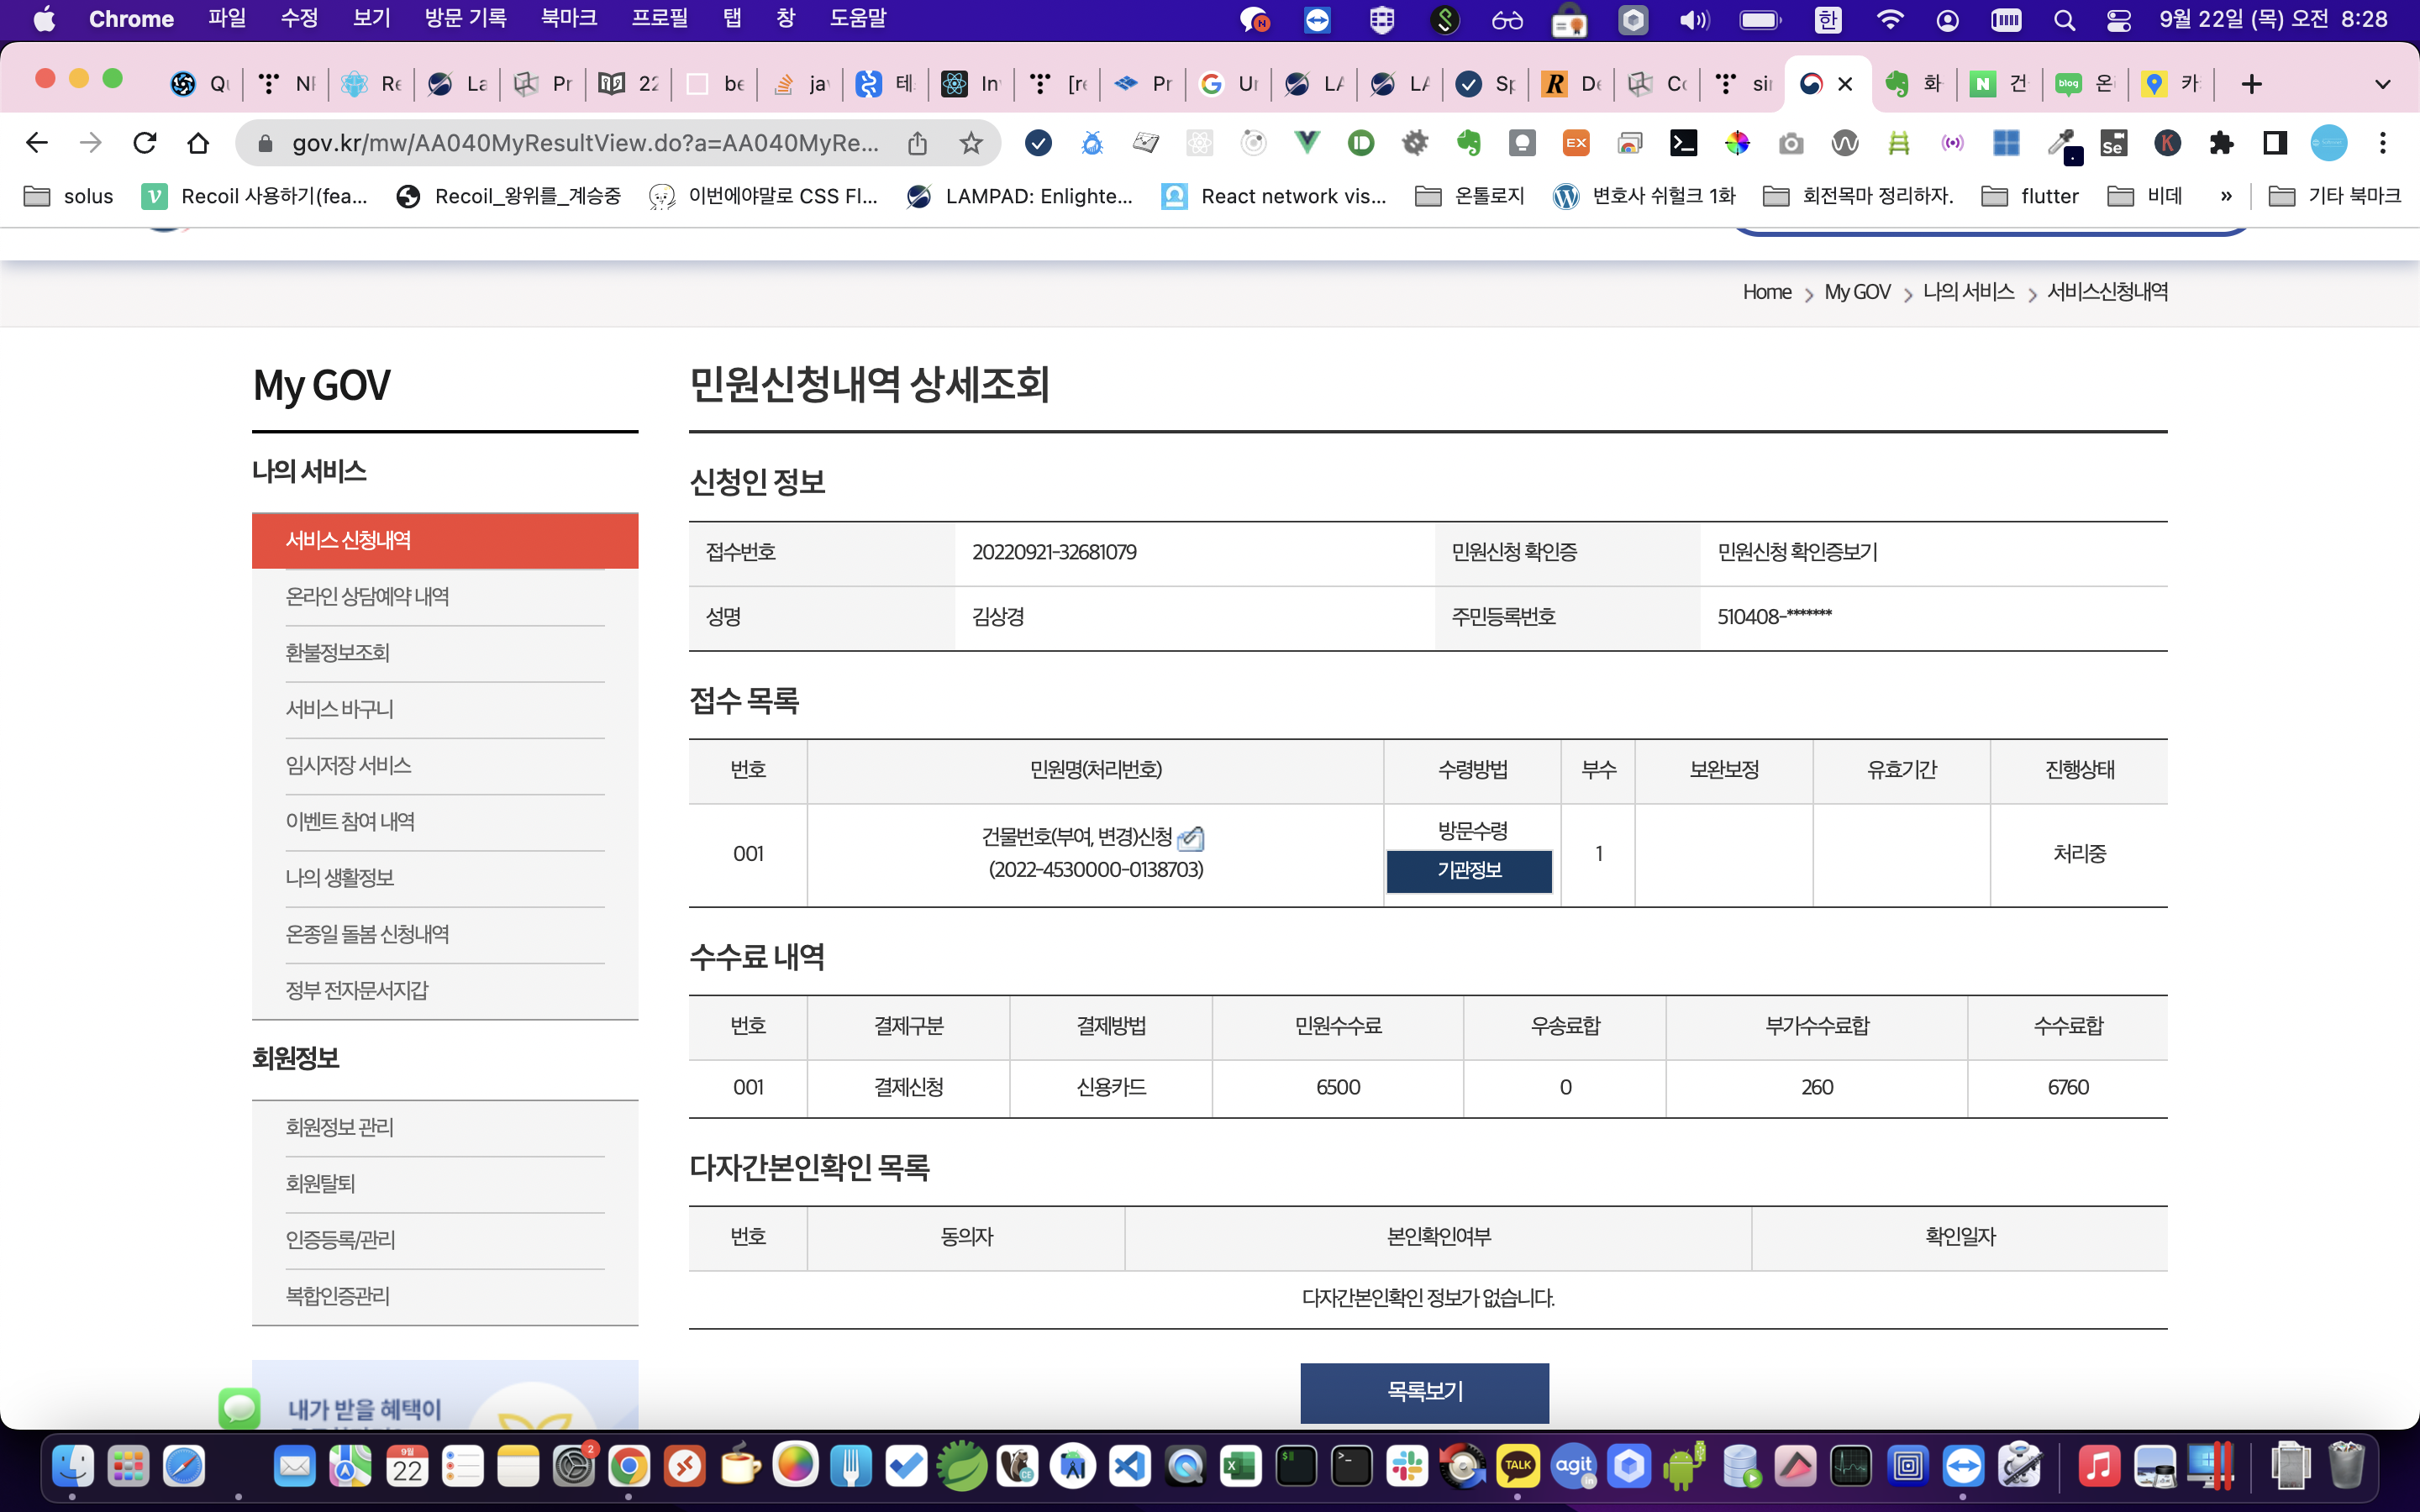 Chrome 파일 수정 보기 방문 기록 북마크 프로필 탭 창 도움말 한 9월 22일 (목) 오전 8:28
Qu NI Re La Pr 22 be jav 테 In [re Pr Ur LA LA Sp De Co sin 화 건 온 카
gov.kr/mw/AA040MyResultView.do?a=AA040MyRe...
solus Recoil 사용하기(fea... Recoil_왕위를_계승중 이번에야말로 CSS Fl... LAMPAD: Enlighte... React network vis... 온톨로지 변호사 쉬헐크 1화 회전목마 정리하자. flutter 비데 » 기타 북마크
Home > My GOV > 나의 서비스 > 서비스신청내역
My GOV
나의 서비스
서비스 신청내역
온라인 상담예약 내역
환불정보조회
서비스 바구니
임시저장 서비스
이벤트 참여 내역
나의 생활정보
온종일 돌봄 신청내역
정부 전자문서지갑
회원정보
회원정보 관리
회원탈퇴
인증등록/관리
복합인증관리
내가 받을 혜택이
민원신청내역 상세조회
신청인 정보
접수번호 20220921-32681079 민원신청 확인증 민원신청 확인증보기
성명 김상경 주민등록번호 510408-*******
접수 목록
번호 민원명(처리번호) 수령방법 부수 보완보정 유효기간 진행상태
001 건물번호(부여, 변경)신청 (2022-4530000-0138703) 방문수령 기관정보 1 처리중
수수료 내역
번호 결제구분 결제방법 민원수수료 우송료합 부가수수료합 수수료합
001 결제신청 신용카드 6500 0 260 6760
다자간본인확인 목록
번호 동의자 본인확인여부 확인일자
다자간본인확인 정보가 없습니다.
목록보기
9월
22
2
TALK
agit